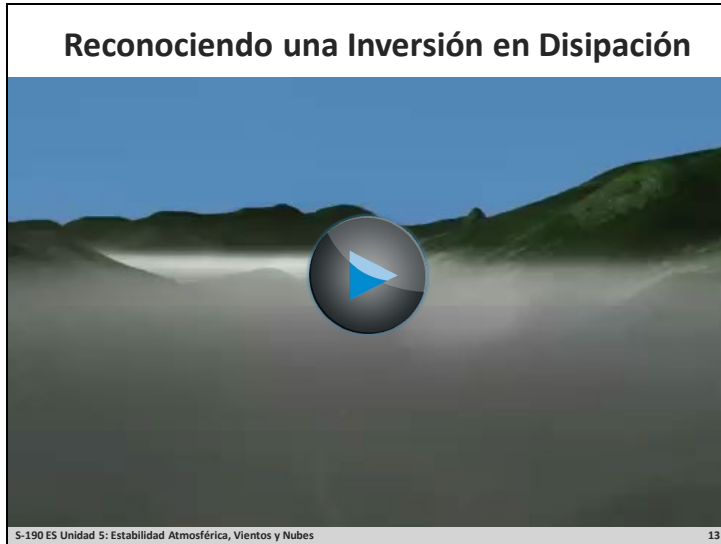 Reconociendo una Inversión en Disipación
S-190 ES Unidad 5: Estabilidad Atmosférica, Vientos y Nubes 13